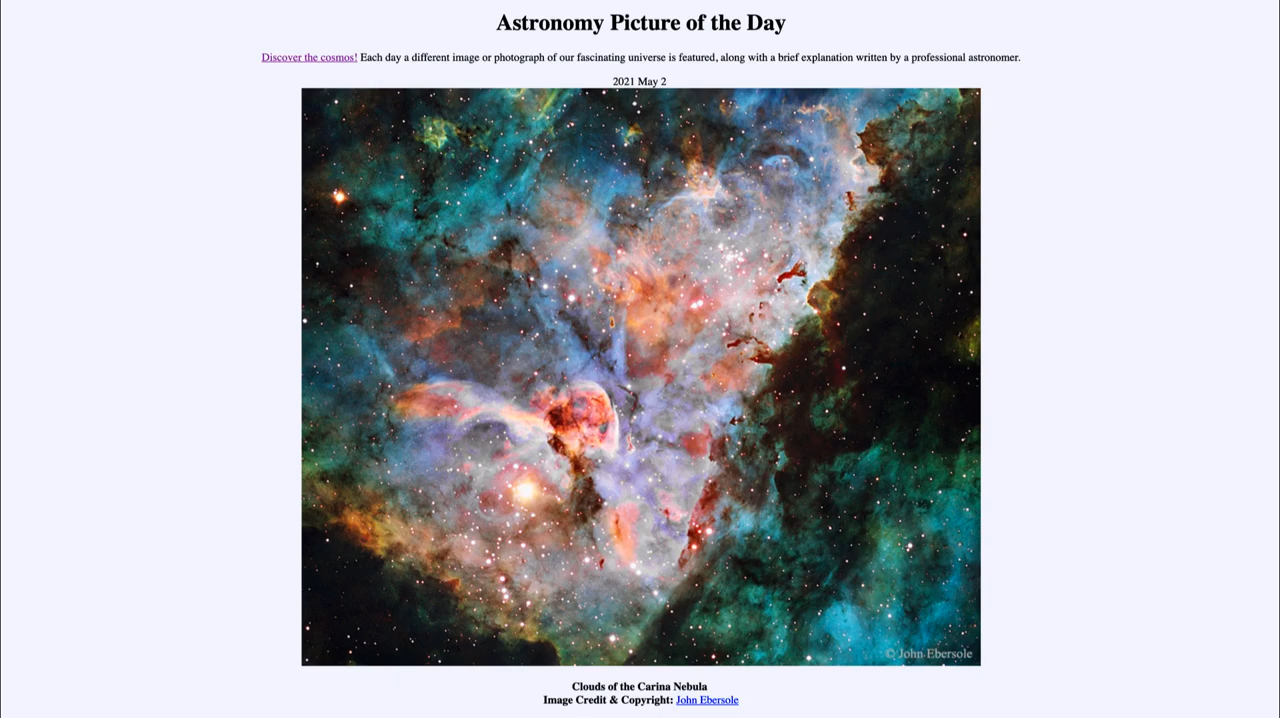 Astronomy Picture of the Day
Discover the cosmos! Each day a different image or photograph of our fascinating universe is featured, along with a brief explanation written by a professional astronomer.
2021 May 2
© John Ebersole
Clouds of the Carina Nebula
Image Credit & Copyright: John Ebersole